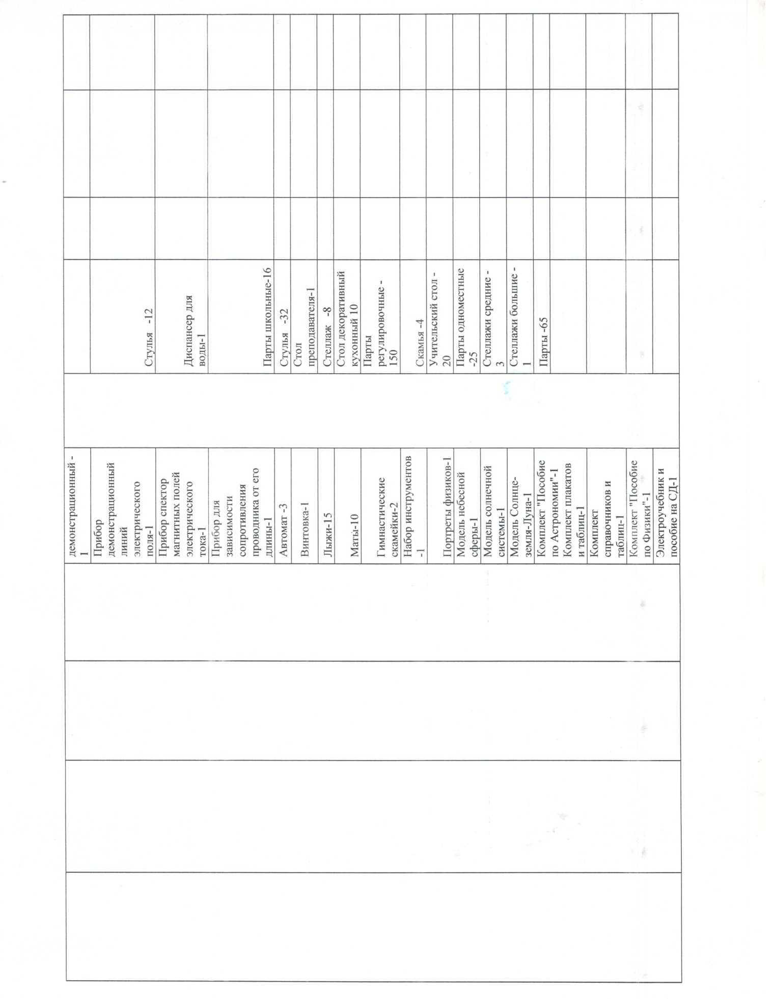 демонстрационный -
1
Прибор
демонстрационный
линий
электрического
поля-1
Стулья -12
Прибор спектор
магнитных полей
электрического
тока-1
Диспансер для
воды-1
Прибор для
зависимости
сопротивления
проводника от его
длины-1
Парты школьные-16
Автомат -3
Стулья -32
Винтовка-1
Стол
преподавателя-1
Лыжи-15
Стеллаж -8
Маты-10
Стол декоративный
кухонный 10
Гимнастические
скамейки-2
Парты
регулировочные -
150
Набор инструментов
-1
Скамья -4
Портреты физиков-1
Учительский стол -
20
Модель небесной
сферы-1
Парты одноместные
-25
Модель солнечной
системы-1
Стеллажи средние -
3
Модель Солнце-
земля-Луна-1
Стеллажи большие -
1
Комплект "Пособие
по Астрономии"-1
Парты -65
Комплект плакатов
и таблиц-1
Комплект
справочников и
таблиц-1
Комплект "Пособие
по Физики"-1
Электроучебник и
пособие на СД-1